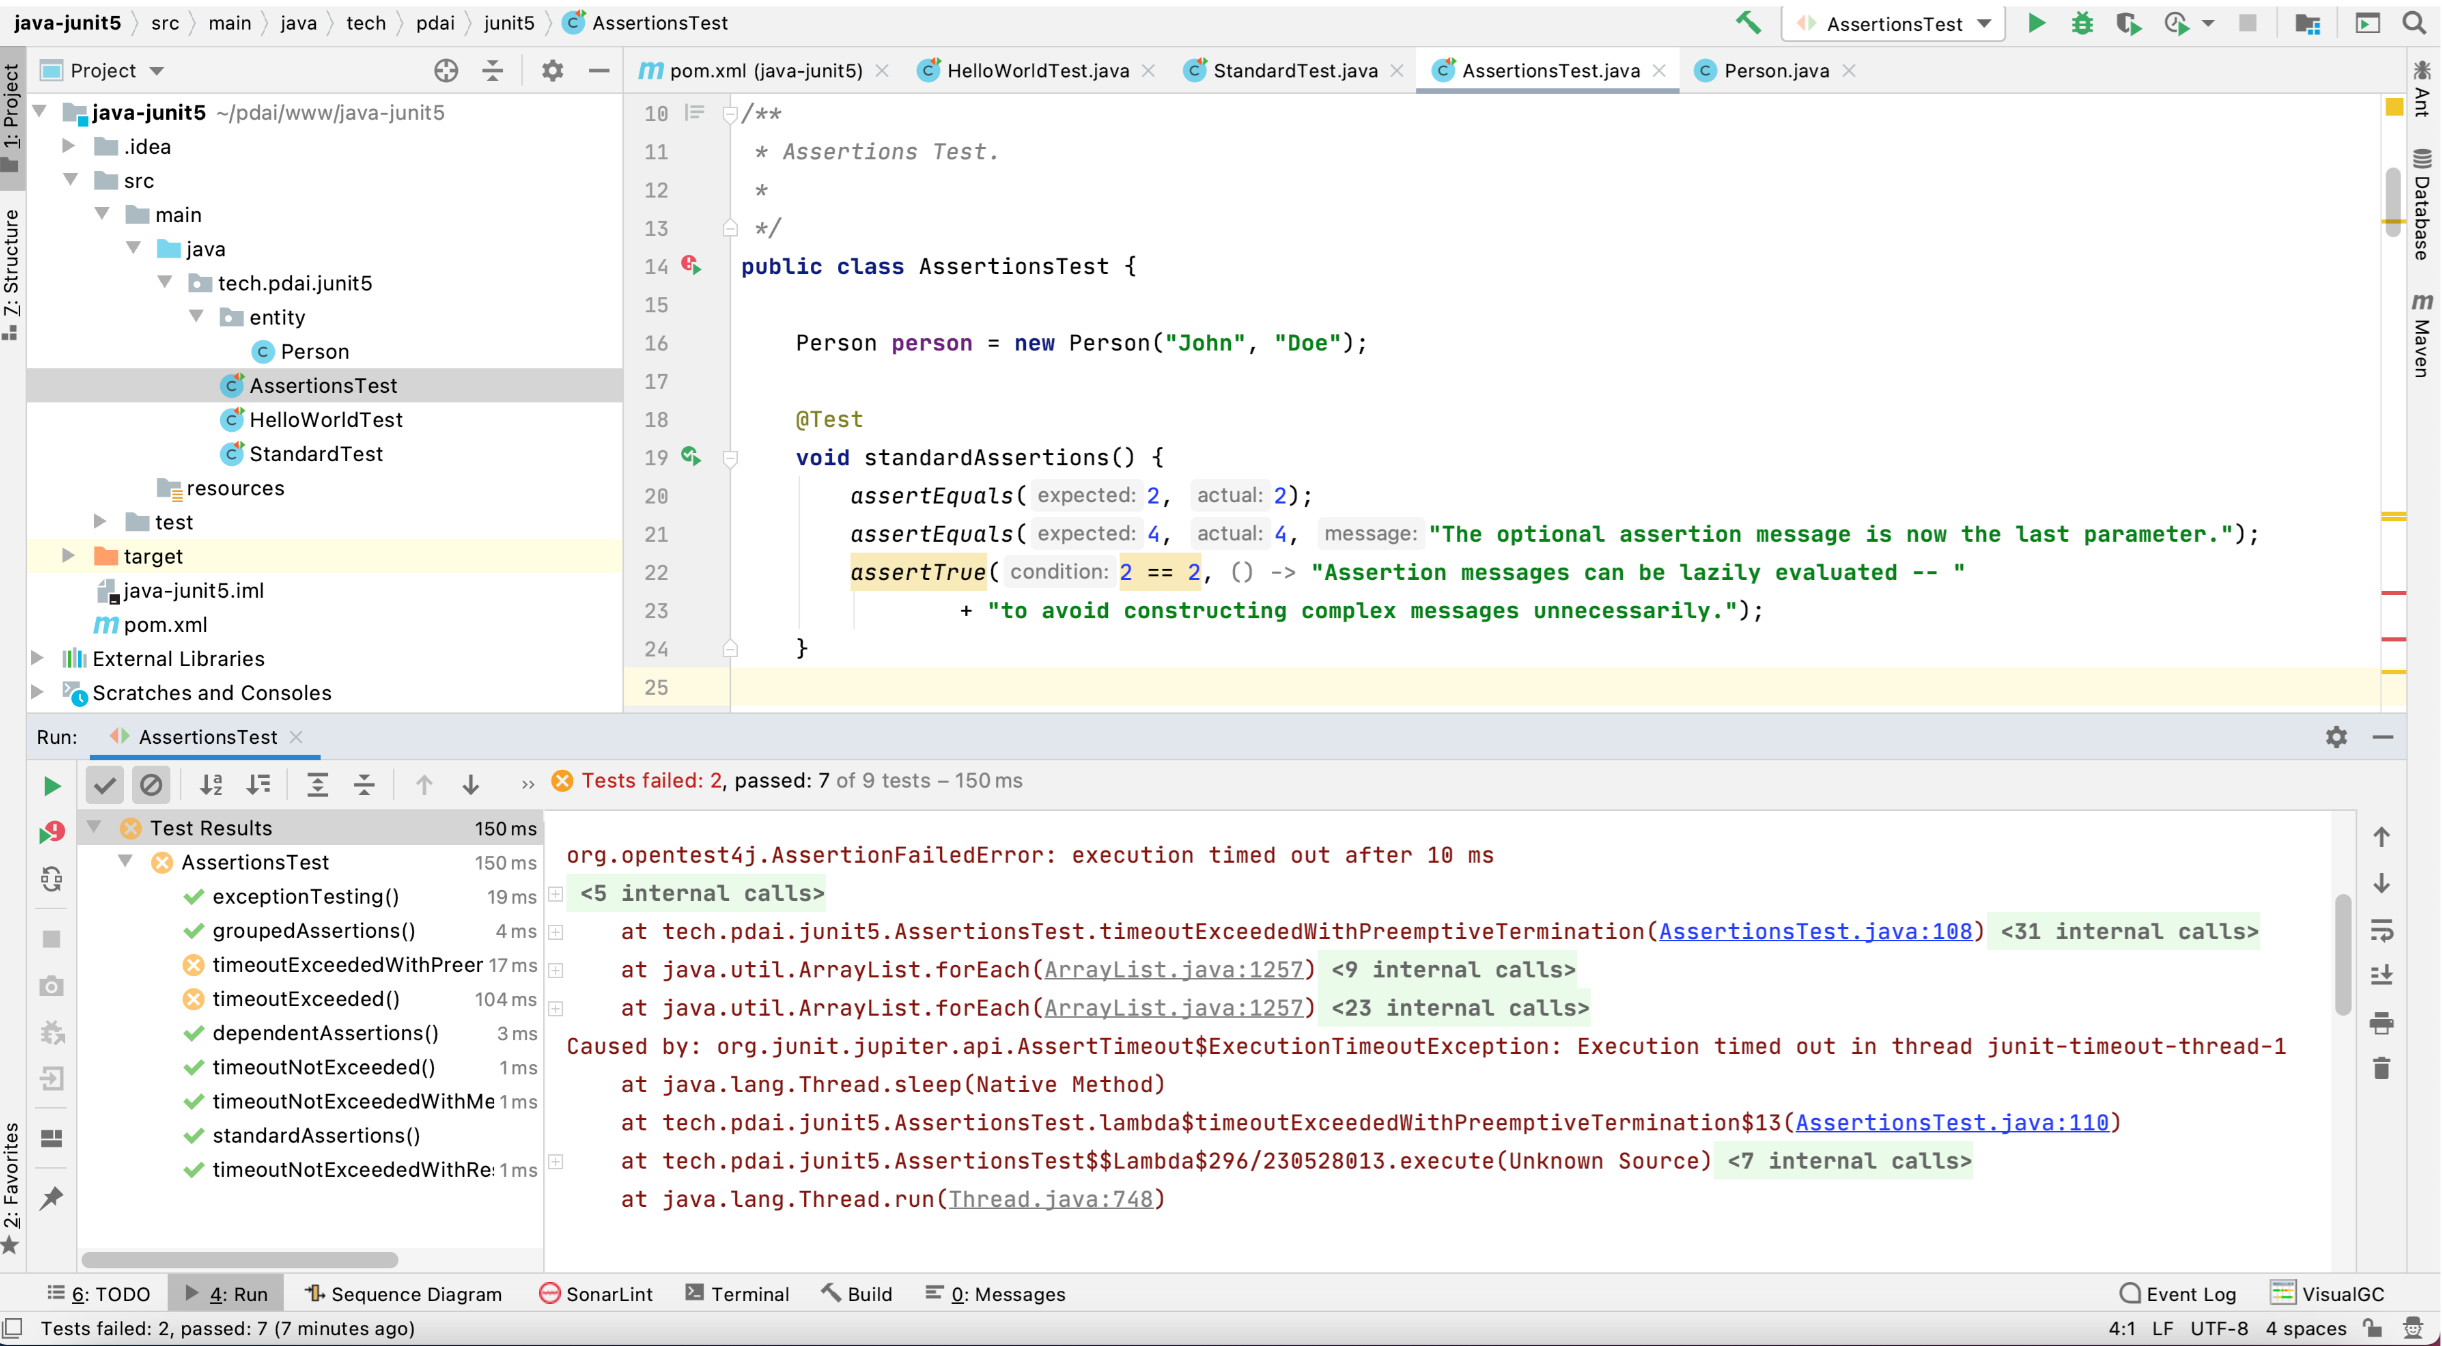 java-junit5 src main java tech pdai junit5 AssertionsTest
AssertionsTest
Project
pom.xml (java-junit5)
HelloWorldTest.java
StandardTest.java
AssertionsTest.java
Person.java
1: Project
7: Structure
2: Favorites
java-junit5 ~/pdai/www/java-junit5
.idea
src
main
java
tech.pdai.junit5
entity
Person
AssertionsTest
HelloWorldTest
StandardTest
resources
test
target
java-junit5.iml
pom.xml
External Libraries
Scratches and Consoles
10 /**
11 * Assertions Test.
12 *
13 */
14 public class AssertionsTest {
15
16 Person person = new Person("John", "Doe");
17
18 @Test
19 void standardAssertions() {
20 assertEquals( expected: 2, actual: 2);
21 assertEquals( expected: 4, actual: 4, message: "The optional assertion message is now the last parameter.");
22 assertTrue( condition: 2 == 2, () -> "Assertion messages can be lazily evaluated -- "
23 + "to avoid constructing complex messages unnecessarily.");
24 }
25
Ant
Database
Maven
Run: AssertionsTest
Tests failed: 2, passed: 7 of 9 tests – 150 ms
Test Results 150 ms
AssertionsTest 150 ms
exceptionTesting() 19 ms
groupedAssertions() 4 ms
timeoutExceededWithPreer 17 ms
timeoutExceeded() 104 ms
dependentAssertions() 3 ms
timeoutNotExceeded() 1 ms
timeoutNotExceededWithMe 1 ms
standardAssertions()
timeoutNotExceededWithRe: 1 ms
org.opentest4j.AssertionFailedError: execution timed out after 10 ms
<5 internal calls>
at tech.pdai.junit5.AssertionsTest.timeoutExceededWithPreemptiveTermination(AssertionsTest.java:108) <31 internal calls>
at java.util.ArrayList.forEach(ArrayList.java:1257) <9 internal calls>
at java.util.ArrayList.forEach(ArrayList.java:1257) <23 internal calls>
Caused by: org.junit.jupiter.api.AssertTimeout$ExecutionTimeoutException: Execution timed out in thread junit-timeout-thread-1
at java.lang.Thread.sleep(Native Method)
at tech.pdai.junit5.AssertionsTest.lambda$timeoutExceededWithPreemptiveTermination$13(AssertionsTest.java:110)
at tech.pdai.junit5.AssertionsTest$$Lambda$296/230528013.execute(Unknown Source) <7 internal calls>
at java.lang.Thread.run(Thread.java:748)
6: TODO 4: Run Sequence Diagram SonarLint Terminal Build 0: Messages Event Log VisualGC
Tests failed: 2, passed: 7 (7 minutes ago) 4:1 LF UTF-8 4 spaces